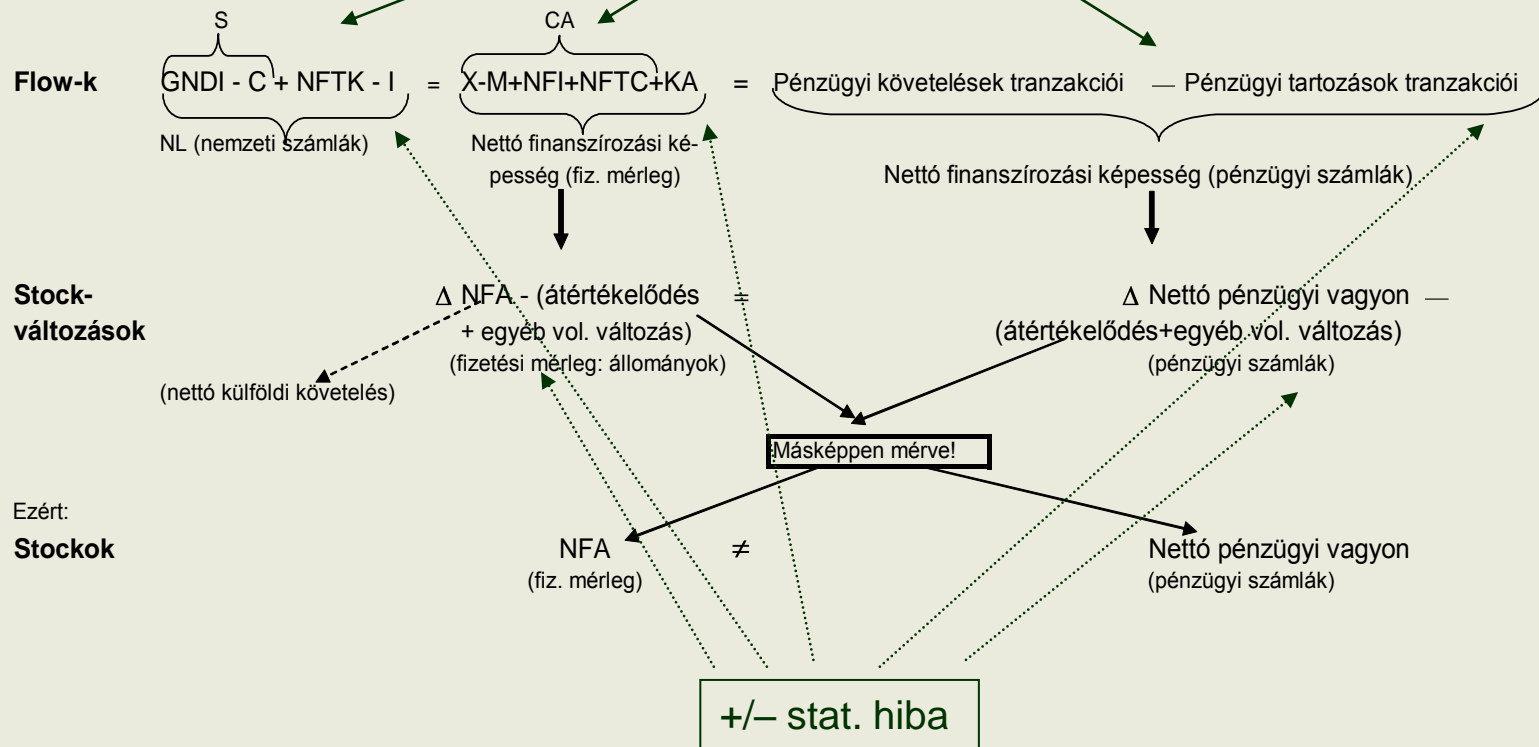 S
CA
Flow-k
GNDI - C + NFTK - I = X-M+NFI+NFTC+KA = Pénzügyi követelések tranzakciói — Pénzügyi tartozások tranzakciói
NL (nemzeti számlák)
Nettó finanszírozási ké-
pesség (fiz. mérleg)
Nettó finanszírozási képesség (pénzügyi számlák)
Stock-
változások
Δ NFA - (átértékelődés =
+ egyéb vol. változás)
(fizetési mérleg: állományok)
Δ Nettó pénzügyi vagyon —
(átértékelődés+egyéb vol. változás)
(pénzügyi számlák)
(nettó külföldi követelés)
Másképpen mérve!
Ezért:
Stockok
NFA ≠ Nettó pénzügyi vagyon
(fiz. mérleg)
(pénzügyi számlák)
+/– stat. hiba